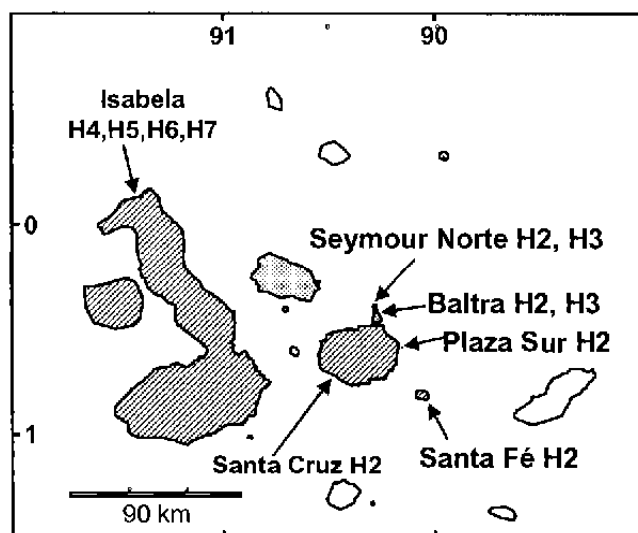 91 90
Isabela
H4,H5,H6,H7
0
Seymour Norte H2, H3
Baltra H2, H3
Plaza Sur H2
1
Santa Cruz H2
Santa Fé H2
90 km